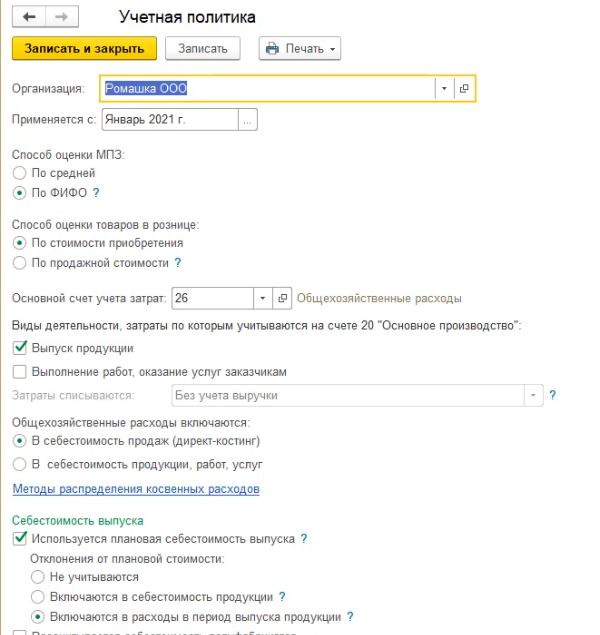 Учетная политика
Записать и закрыть Записать Печать
Организация: Ромашка ООО
Применяется с: Январь 2021 г. ...
Способ оценки МПЗ:
По средней
По ФИФО ?
Способ оценки товаров в рознице:
По стоимости приобретения
По продажной стоимости ?
Основной счет учета затрат: 26 Общехозяйственные расходы
Виды деятельности, затраты по которым учитываются на счете 20 "Основное производство":
Выпуск продукции
Выполнение работ, оказание услуг заказчикам
Затраты списываются: Без учета выручки ?
Общехозяйственные расходы включаются:
В себестоимость продаж (директ-костинг)
В себестоимость продукции, работ, услуг
Методы распределения косвенных расходов
Себестоимость выпуска
Используется плановая себестоимость выпуска ?
Отклонения от плановой стоимости:
Не учитываются
Включаются в себестоимость продукции ?
Включаются в расходы в период выпуска продукции ?